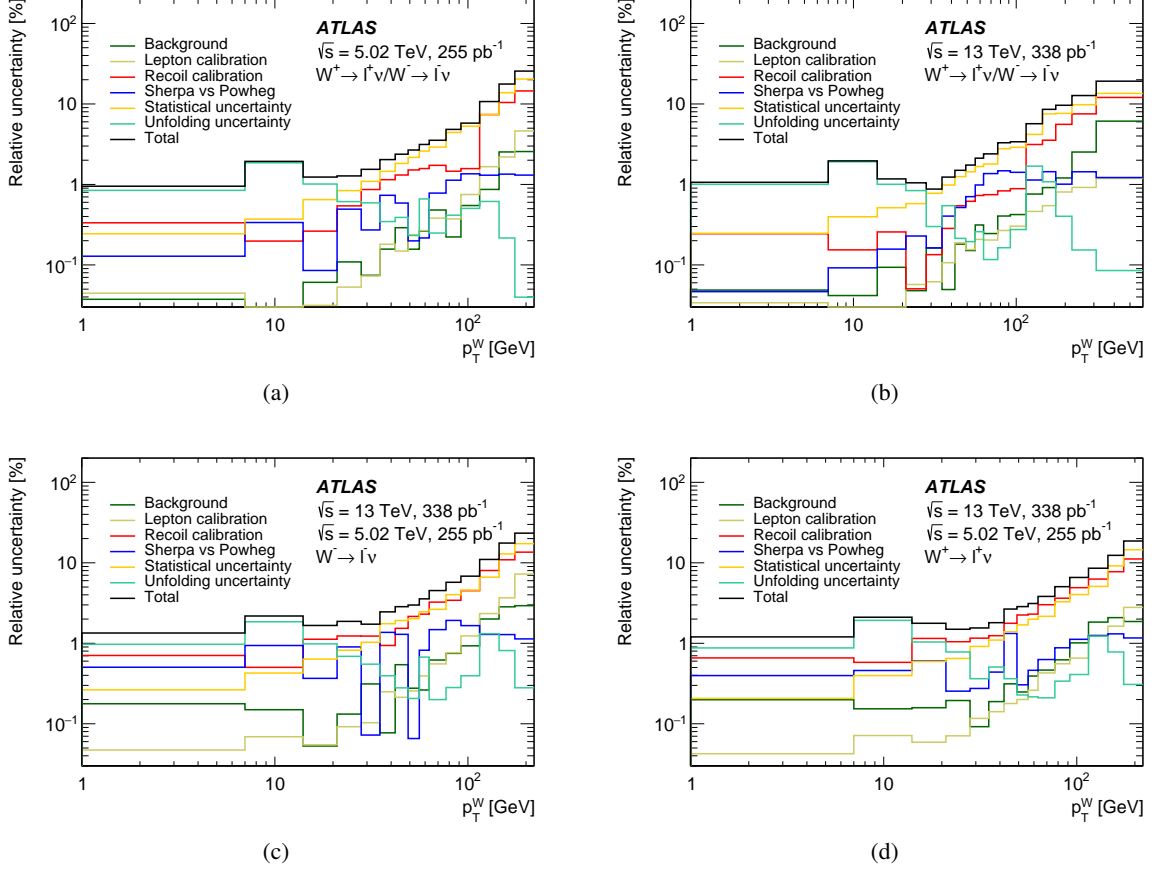 Relative uncertainty [%]
10²
10
1
10⁻¹
ATLAS
√s = 5.02 TeV, 255 pb⁻¹
W⁺→ l⁺ν/W⁻→ l⁻ν
Background
Lepton calibration
Recoil calibration
Sherpa vs Powheg
Statistical uncertainty
Unfolding uncertainty
Total
1 10 10²
p_T^W [GeV]
(a)
Relative uncertainty [%]
10²
10
1
10⁻¹
ATLAS
√s = 13 TeV, 338 pb⁻¹
W⁺→ l⁺ν/W⁻→ l⁻ν
Background
Lepton calibration
Recoil calibration
Sherpa vs Powheg
Statistical uncertainty
Unfolding uncertainty
Total
1 10 10²
p_T^W [GeV]
(b)
Relative uncertainty [%]
10²
10
1
10⁻¹
ATLAS
√s = 13 TeV, 338 pb⁻¹
√s = 5.02 TeV, 255 pb⁻¹
W⁻→ l⁻ν
Background
Lepton calibration
Recoil calibration
Sherpa vs Powheg
Statistical uncertainty
Unfolding uncertainty
Total
1 10 10²
p_T^W [GeV]
(c)
Relative uncertainty [%]
10²
10
1
10⁻¹
ATLAS
√s = 13 TeV, 338 pb⁻¹
√s = 5.02 TeV, 255 pb⁻¹
W⁺→ l⁺ν
Background
Lepton calibration
Recoil calibration
Sherpa vs Powheg
Statistical uncertainty
Unfolding uncertainty
Total
1 10 10²
p_T^W [GeV]
(d)